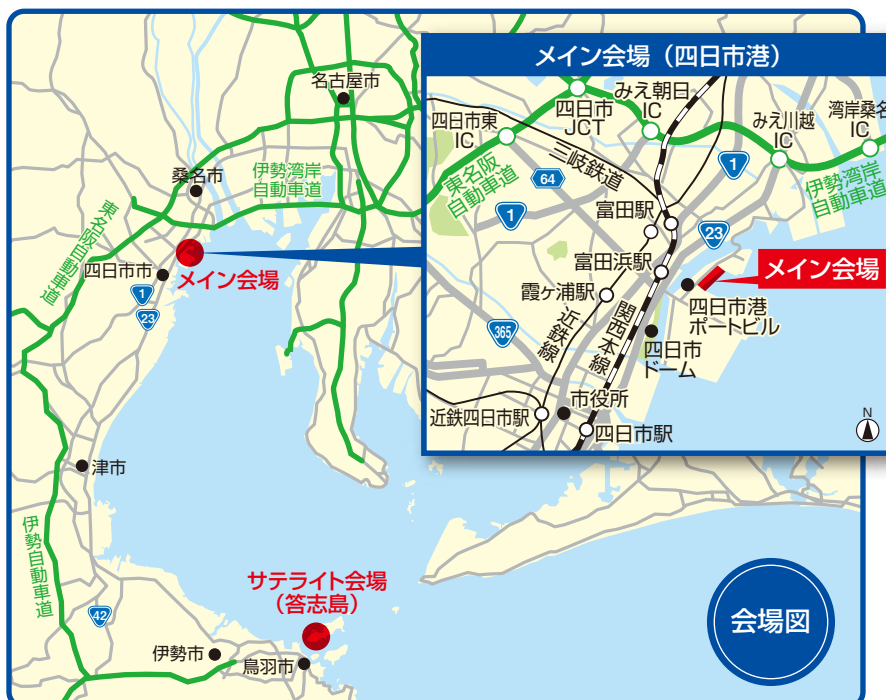 メイン会場（四日市港）
名古屋市
桑名市
伊勢湾岸
自動車道
東名阪自動車道
四日市市
メイン会場
1
23
津市
伊勢自動車道
42
伊勢市
鳥羽市
サテライト会場
（答志島）
会場図
四日市東
IC
四日市
JCT
みえ朝日
IC
みえ川越
IC
湾岸桑名
IC
東名阪
自動車道
三岐鉄道
64
1
1
伊勢湾岸
自動車道
富田駅
23
富田浜駅
メイン会場
霞ヶ浦駅
四日市港
ポートビル
365
近鉄線
関西本線
四日市
ドーム
近鉄四日市駅
市役所
四日市駅
N